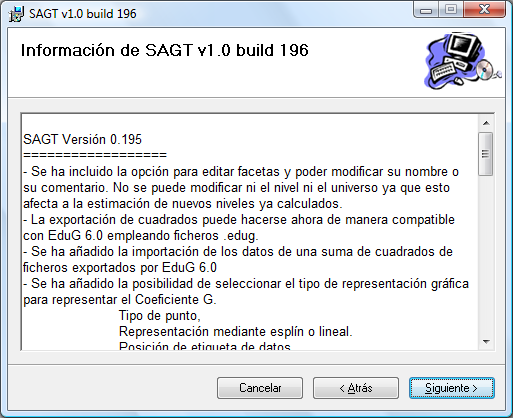 SAGT v1.0 build 196
Información de SAGT v1.0 build 196
SAGT Versión 0.195
==================
- Se ha incluido la opción para editar facetas y poder modificar su nombre o
su comentario. No se puede modificar ni el nivel ni el universo ya que esto
afecta a la estimación de nuevos niveles ya calculados.
- La exportación de cuadrados puede hacerse ahora de manera compatible
con EduG 6.0 empleando ficheros .edug.
- Se ha añadido la importación de los datos de una suma de cuadrados de
ficheros exportados por EduG 6.0
- Se ha añadido la posibilidad de seleccionar el tipo de representación gráfica
para representar el Coeficiente G.
Tipo de punto,
Representación mediante esplín o lineal.
Posición de etiqueta de datos
Cancelar
< Atrás
Siguiente >